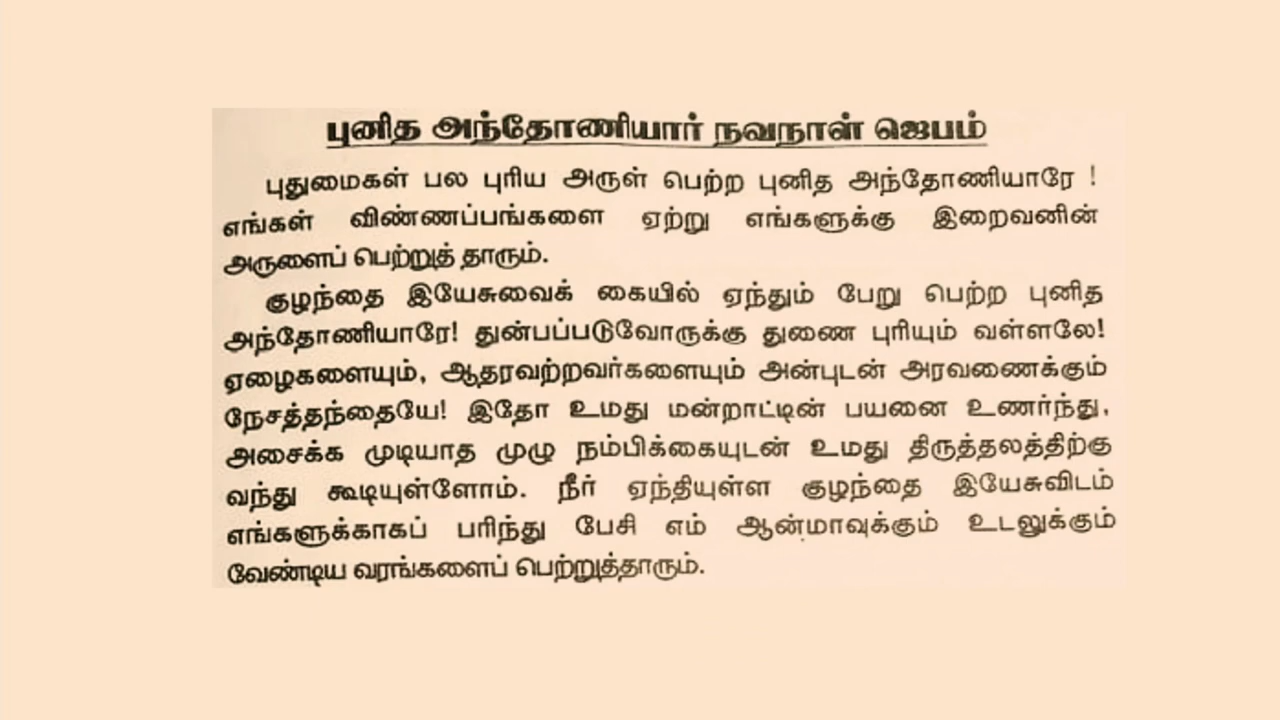 புனித அந்தோணியார் நவநாள் ஜெபம்
புதுமைகள் பல புரிய அருள் பெற்ற புனித அந்தோணியாரே !
எங்கள் விண்ணப்பங்களை ஏற்று எங்களுக்கு இறைவனின்
அருளைப் பெற்றுத் தாரும்.
குழந்தை இயேசுவைக் கையில் ஏந்தும் பேறு பெற்ற புனித
அந்தோணியாரே! துன்பப்படுவோருக்கு துணை புரியும் வள்ளலே!
ஏழைகளையும், ஆதரவற்றவர்களையும் அன்புடன் அரவணைக்கும்
நேசத்தந்தையே! இதோ உமது மன்றாட்டின் பயனை உணர்ந்து,
அசைக்க முடியாத முழு நம்பிக்கையுடன் உமது திருத்தலத்திற்கு
வந்து கூடியுள்ளோம். நீர் ஏந்தியுள்ள குழந்தை இயேசுவிடம்
எங்களுக்காகப் பரிந்து பேசி எம் ஆன்மாவுக்கும் உடலுக்கும்
வேண்டிய வரங்களைப் பெற்றுத்தாரும்.